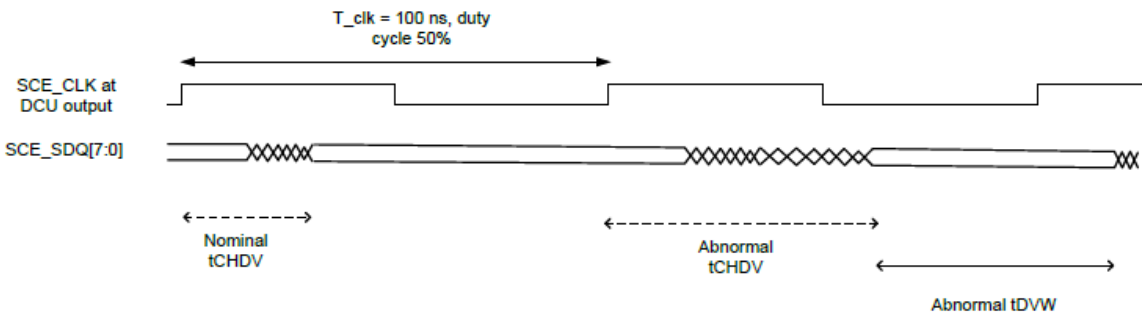 T_clk = 100 ns, duty
cycle 50%
SCE_CLK at
DCU output
SCE_SDQ[7:0]
Nominal
tCHDV
Abnormal
tCHDV
Abnormal tDVW